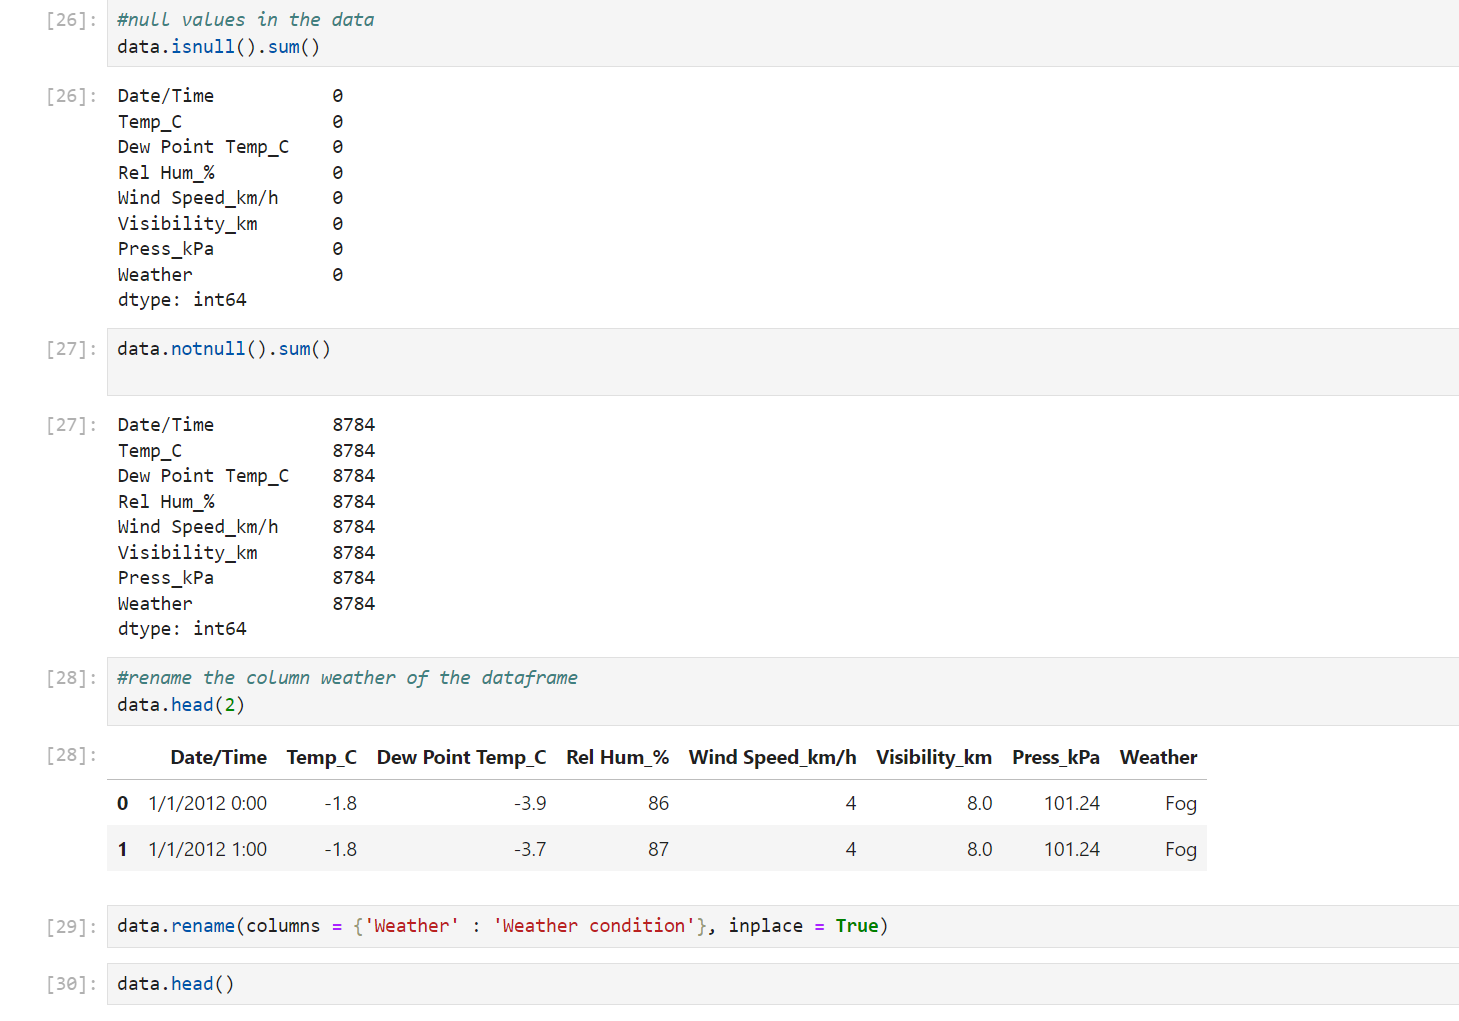 [26]: #null values in the data
data.isnull().sum()
[26]: Date/Time 0
Temp_C 0
Dew Point Temp_C 0
Rel Hum_% 0
Wind Speed_km/h 0
Visibility_km 0
Press_kPa 0
Weather 0
dtype: int64
[27]: data.notnull().sum()
[27]: Date/Time 8784
Temp_C 8784
Dew Point Temp_C 8784
Rel Hum_% 8784
Wind Speed_km/h 8784
Visibility_km 8784
Press_kPa 8784
Weather 8784
dtype: int64
[28]: #rename the column weather of the dataframe
data.head(2)
[28]: Date/Time Temp_C Dew Point Temp_C Rel Hum_% Wind Speed_km/h Visibility_km Press_kPa Weather
0 1/1/2012 0:00 -1.8 -3.9 86 4 8.0 101.24 Fog
1 1/1/2012 1:00 -1.8 -3.7 87 4 8.0 101.24 Fog
[29]: data.rename(columns = {'Weather' : 'Weather condition'}, inplace = True)
[30]: data.head()